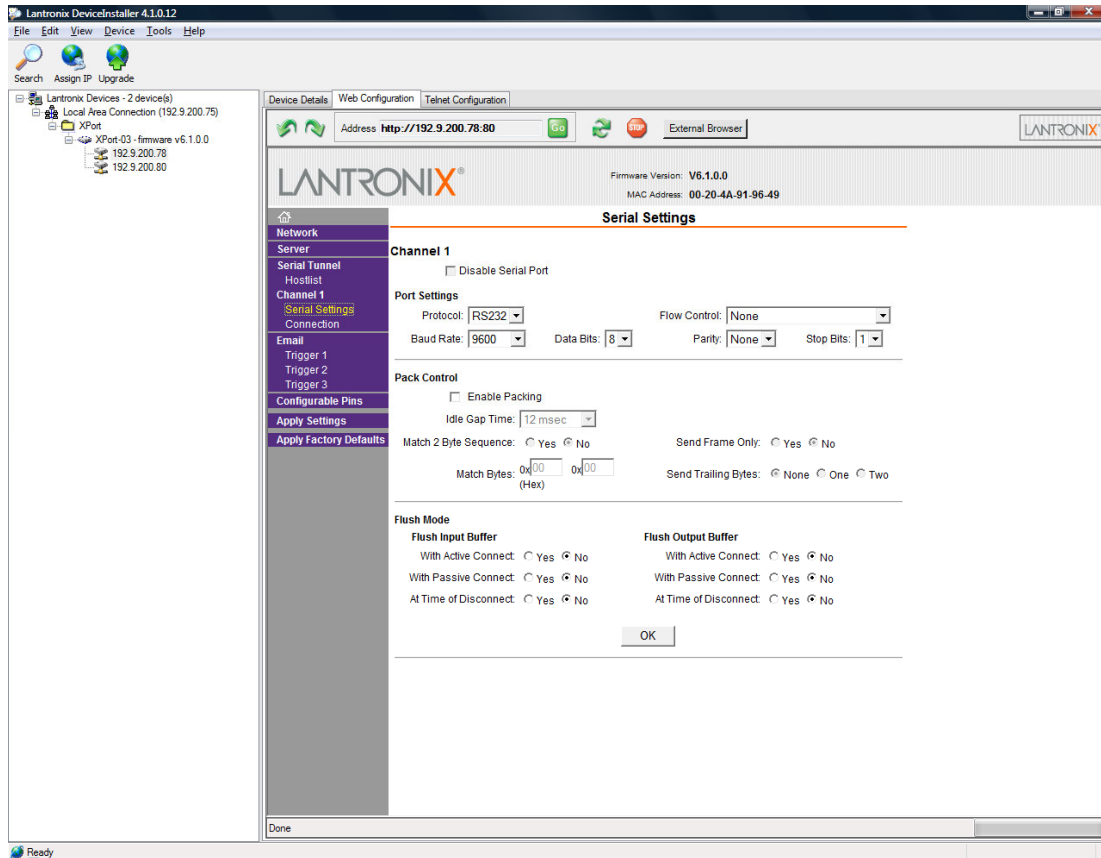 Lantronix DeviceInstaller 4.1.0.12
File Edit View Device Tools Help
Search Assign IP Upgrade
Lantronix Devices - 2 device(s)
Local Area Connection (192.9.200.75)
XPort
XPort-03 - firmware v6.1.0.0
192.9.200.78
192.9.200.80
Device Details Web Configuration Telnet Configuration
Address http://192.9.200.78:80 Go STOP External Browser LANTRONIX
LANTRONIX®
Firmware Version: V6.1.0.0
MAC Address: 00-20-4A-91-96-49
Network
Server
Serial Tunnel
Hostlist
Channel 1
Serial Settings
Connection
Email
Trigger 1
Trigger 2
Trigger 3
Configurable Pins
Apply Settings
Apply Factory Defaults
Serial Settings
Channel 1
Disable Serial Port
Port Settings
Protocol: RS232 Flow Control: None
Baud Rate: 9600 Data Bits: 8 Parity: None Stop Bits: 1
Pack Control
Enable Packing
Idle Gap Time: 12 msec
Match 2 Byte Sequence: Yes No Send Frame Only: Yes No
Match Bytes: 0x00 0x00 Send Trailing Bytes: None One Two
(Hex)
Flush Mode
Flush Input Buffer Flush Output Buffer
With Active Connect: Yes No With Active Connect: Yes No
With Passive Connect: Yes No With Passive Connect: Yes No
At Time of Disconnect: Yes No At Time of Disconnect: Yes No
OK
Done
Ready